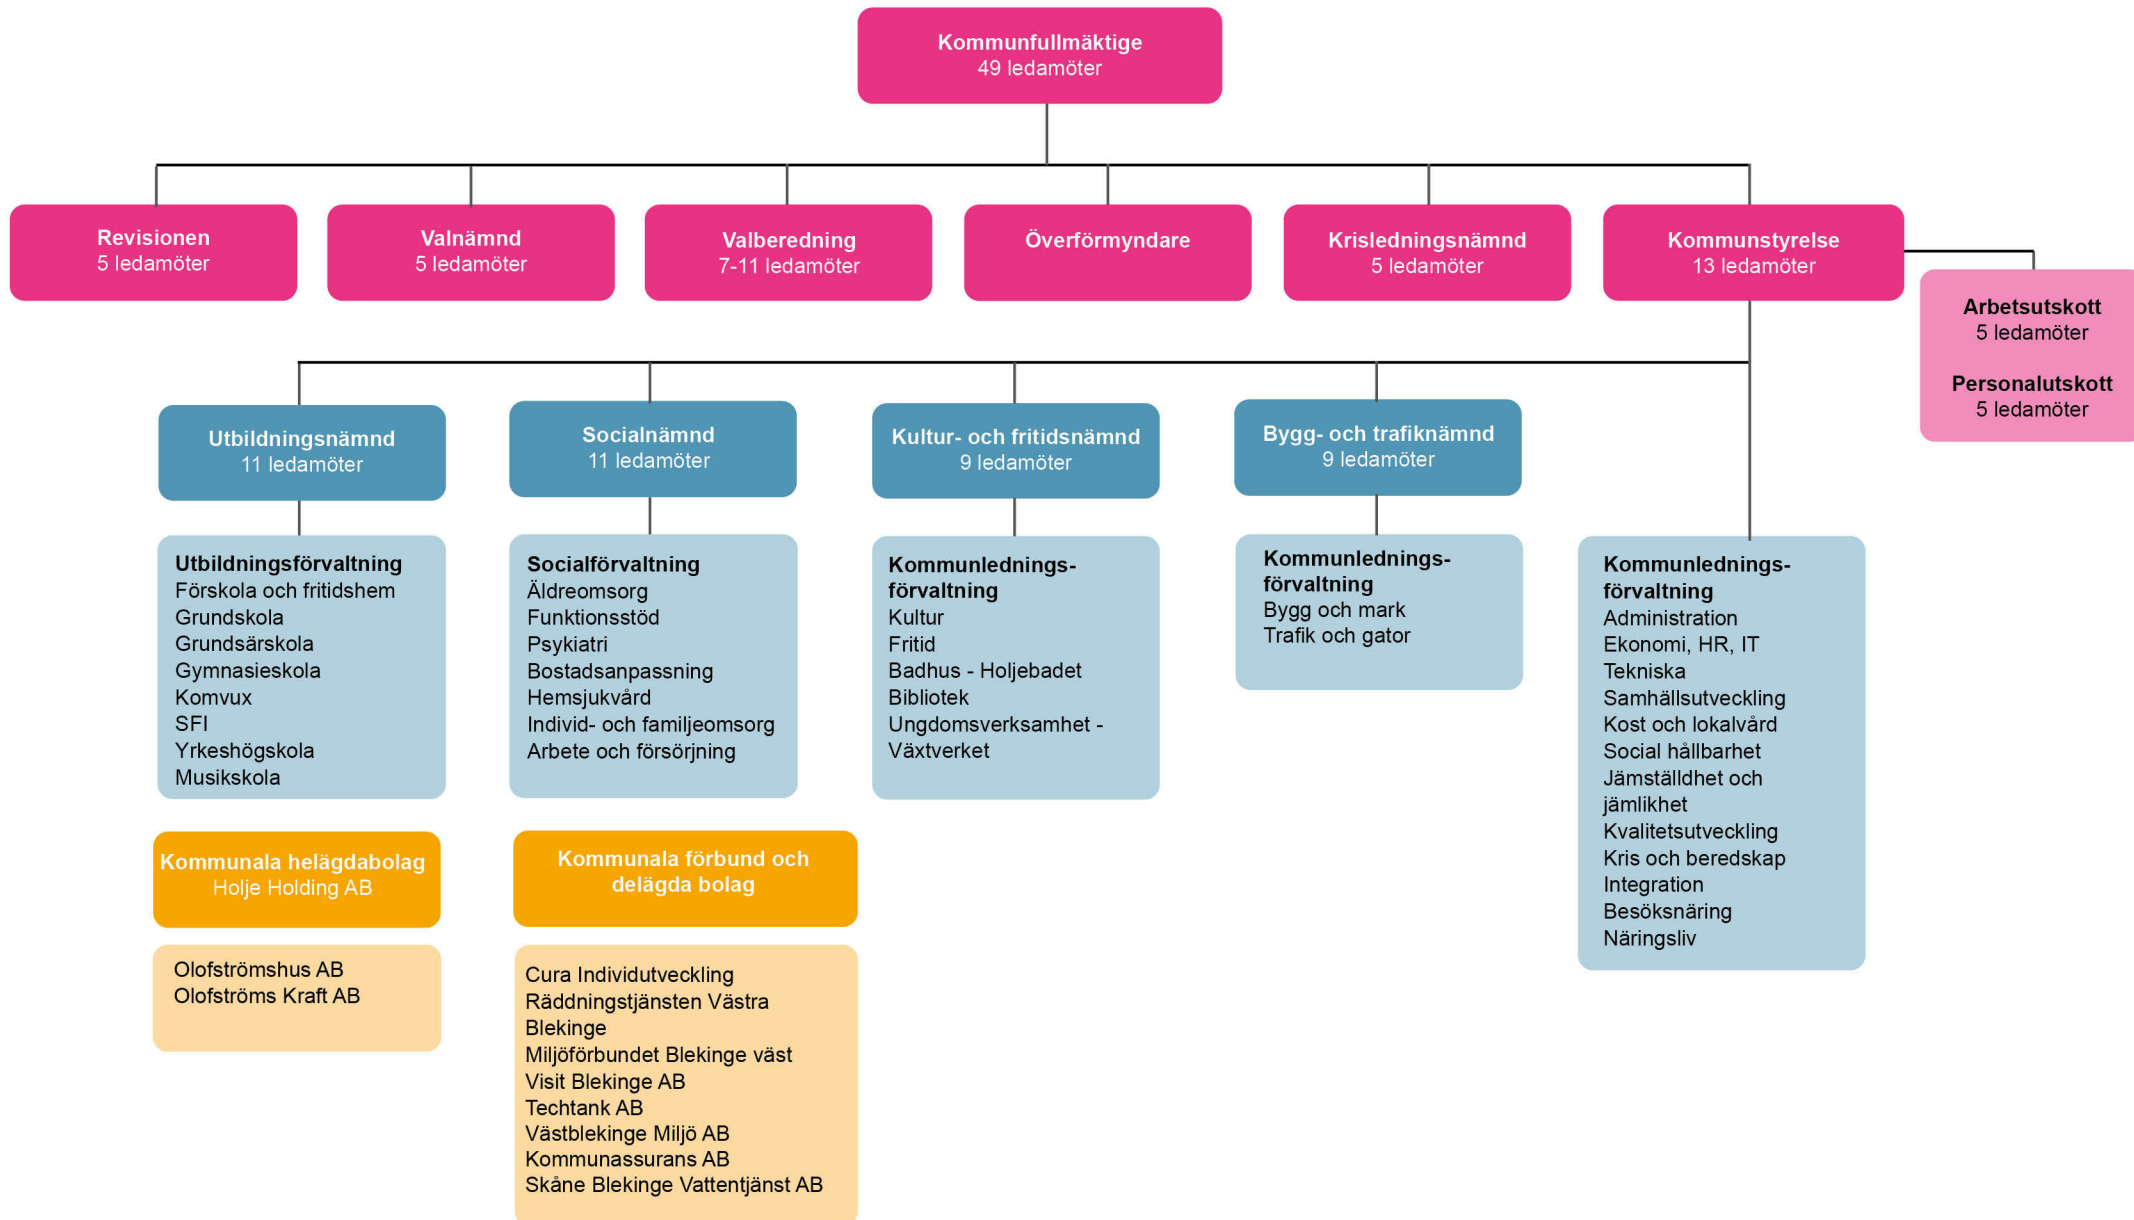 Kommunfullmäktige
49 ledamöter
Revisionen
5 ledamöter
Valnämnd
5 ledamöter
Valberedning
7-11 ledamöter
Överförmyndare
Krisledningsnämnd
5 ledamöter
Kommunstyrelse
13 ledamöter
Arbetsutskott
5 ledamöter
Personalutskott
5 ledamöter
Utbildningsnämnd
11 ledamöter
Socialnämnd
11 ledamöter
Kultur- och fritidsnämnd
9 ledamöter
Bygg- och trafiknämnd
9 ledamöter
Utbildningsförvaltning
Förskola och fritidshem
Grundskola
Grundsärskola
Gymnasieskola
Komvux
SFI
Yrkeshögskola
Musikskola
Socialförvaltning
Äldreomsorg
Funktionsstöd
Psykiatri
Bostadsanpassning
Hemsjukvård
Individ- och familjeomsorg
Arbete och försörjning
Kommunlednings-
förvaltning
Kultur
Fritid
Badhus - Holjebadet
Bibliotek
Ungdomsverksamhet -
Växtverket
Kommunlednings-
förvaltning
Bygg och mark
Trafik och gator
Kommunlednings-
förvaltning
Administration
Ekonomi, HR, IT
Tekniska
Samhällsutveckling
Kost och lokalvård
Social hållbarhet
Jämställdhet och
jämlikhet
Kvalitetsutveckling
Kris och beredskap
Integration
Besöksnäring
Näringsliv
Kommunala helägdabolag
Holje Holding AB
Olofströmshus AB
Olofströms Kraft AB
Kommunala förbund och
delägda bolag
Cura Individutveckling
Räddningstjänsten Västra
Blekinge
Miljöförbundet Blekinge väst
Visit Blekinge AB
Techtank AB
Västblekinge Miljö AB
Kommunassurans AB
Skåne Blekinge Vattentjänst AB